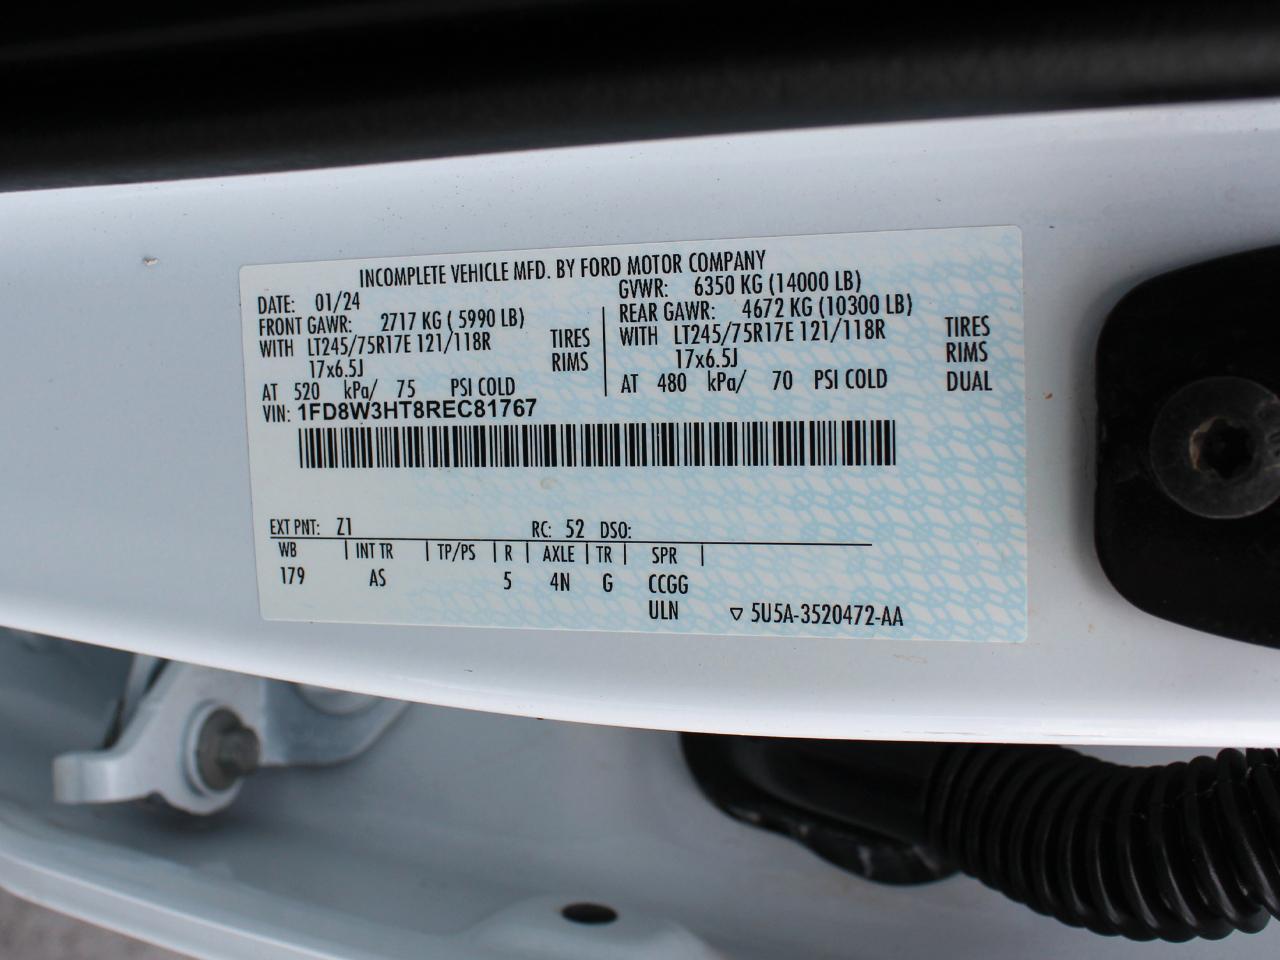 INCOMPLETE VEHICLE MFD. BY FORD MOTOR COMPANY
DATE: 01/24
GVWR: 6350 KG (14000 LB)
FRONT GAWR: 2717 KG ( 5990 LB)
REAR GAWR: 4672 KG (10300 LB)
WITH LT245/75R17E 121/118R TIRES
WITH LT245/75R17E 121/118R TIRES
17x6.5J RIMS
17x6.5J RIMS
AT 520 kPa/ 75 PSI COLD
AT 480 kPa/ 70 PSI COLD DUAL
VIN: 1FD8W3HT8REC81767
EXT PNT: Z1 RC: 52 DSO:
WB | INT TR | TP/PS | R | AXLE | TR | SPR |
179 AS 5 4N G CCGG
ULN ▽ 5U5A-3520472-AA